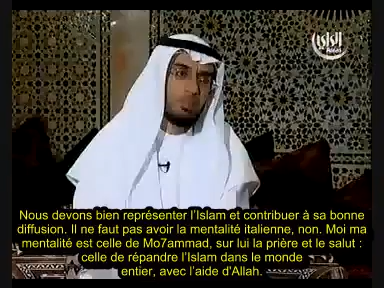 الراي
Alrai
Nous devons bien représenter l'Islam et contribuer à sa bonne
diffusion. Il ne faut pas avoir la mentalité italienne, non. Moi ma
mentalité est celle de Mo7ammad, sur lui la prière et le salut :
celle de répandre l'Islam dans le monde
entier, avec l'aide d'Allah.